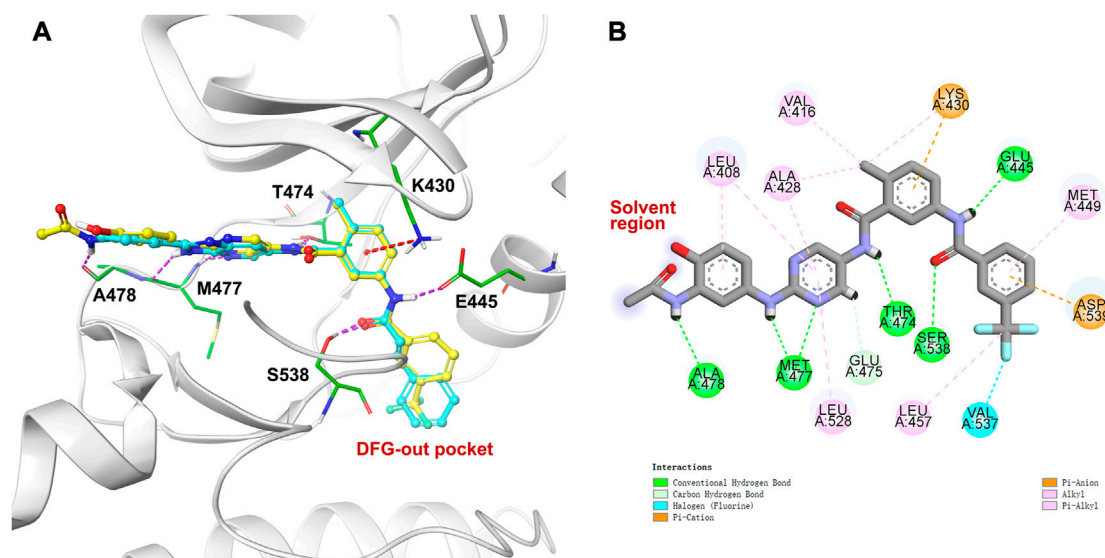 A
T474
K430
A478
M477
E445
S538
DFG-out pocket
B
VAL
A:416
LYS
A:430
LEU
A:408
ALA
A:428
GLU
A:445
MET
A:449
Solvent
region
ASP
A:539
THR
A:474
SER
A:538
GLU
A:475
MET
A:477
ALA
A:478
LEU
A:528
LEU
A:457
VAL
A:537
Interactions
Conventional Hydrogen Bond
Carbon Hydrogen Bond
Halogen (Fluorine)
Pi-Cation
Pi-Anion
Alkyl
Pi-Alkyl